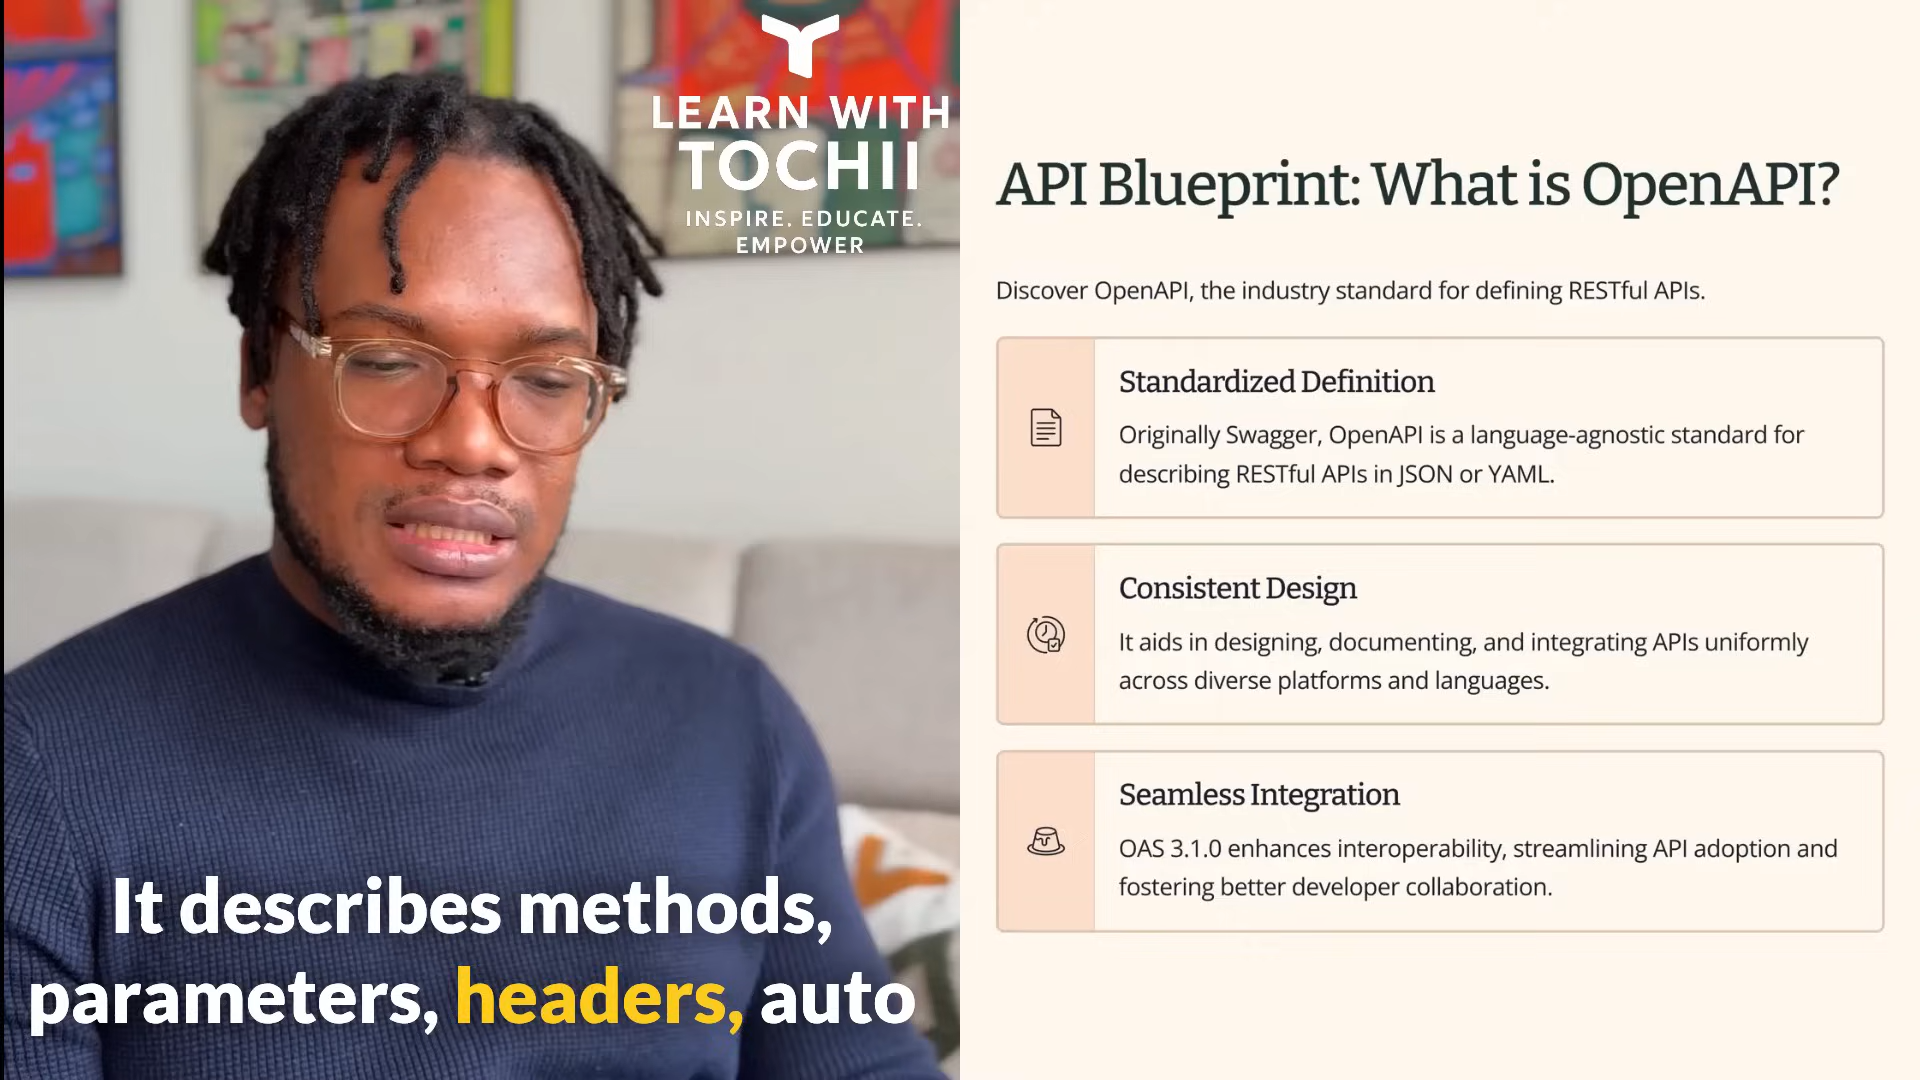 LEARN WITH
TOCHII
INSPIRE. EDUCATE.
EMPOWER
It describes methods,
parameters, headers, auto
API Blueprint: What is OpenAPI?
Discover OpenAPI, the industry standard for defining RESTful APIs.
Standardized Definition
Originally Swagger, OpenAPI is a language-agnostic standard for
describing RESTful APIs in JSON or YAML.
Consistent Design
It aids in designing, documenting, and integrating APIs uniformly
across diverse platforms and languages.
Seamless Integration
OAS 3.1.0 enhances interoperability, streamlining API adoption and
fostering better developer collaboration.